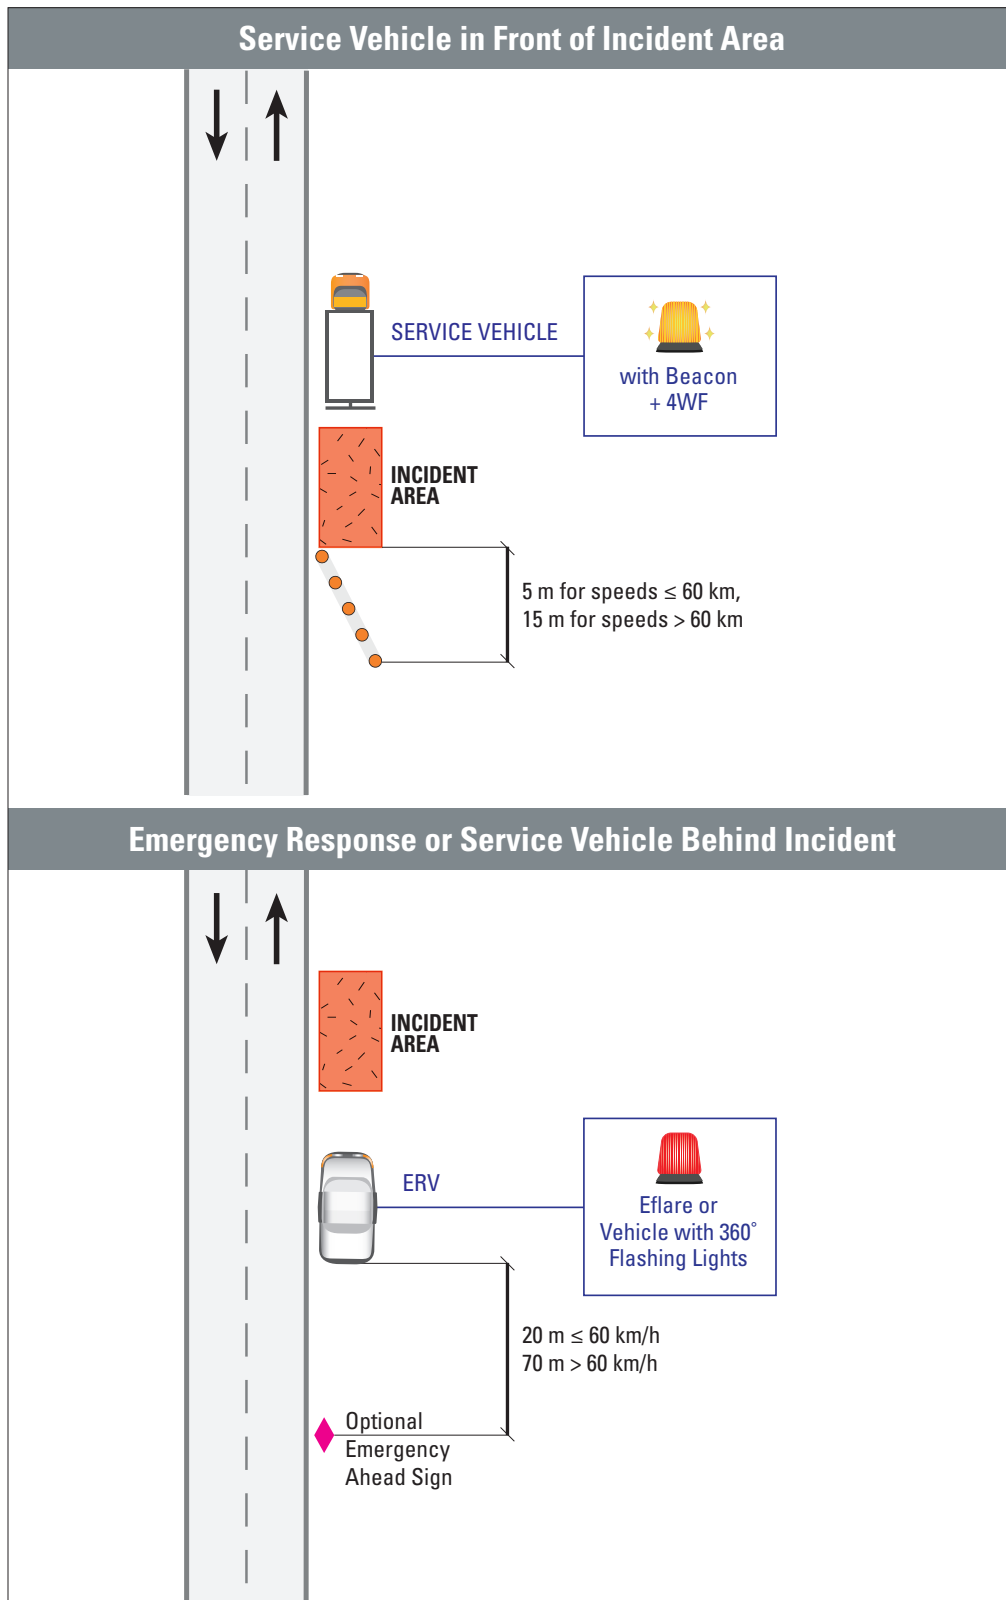 Service Vehicle in Front of Incident Area
SERVICE VEHICLE
with Beacon
+ 4WF
INCIDENT
AREA
5 m for speeds ≤ 60 km,
15 m for speeds > 60 km
Emergency Response or Service Vehicle Behind Incident
INCIDENT
AREA
ERV
Eflare or
Vehicle with 360°
Flashing Lights
20 m ≤ 60 km/h
70 m > 60 km/h
Optional
Emergency
Ahead Sign